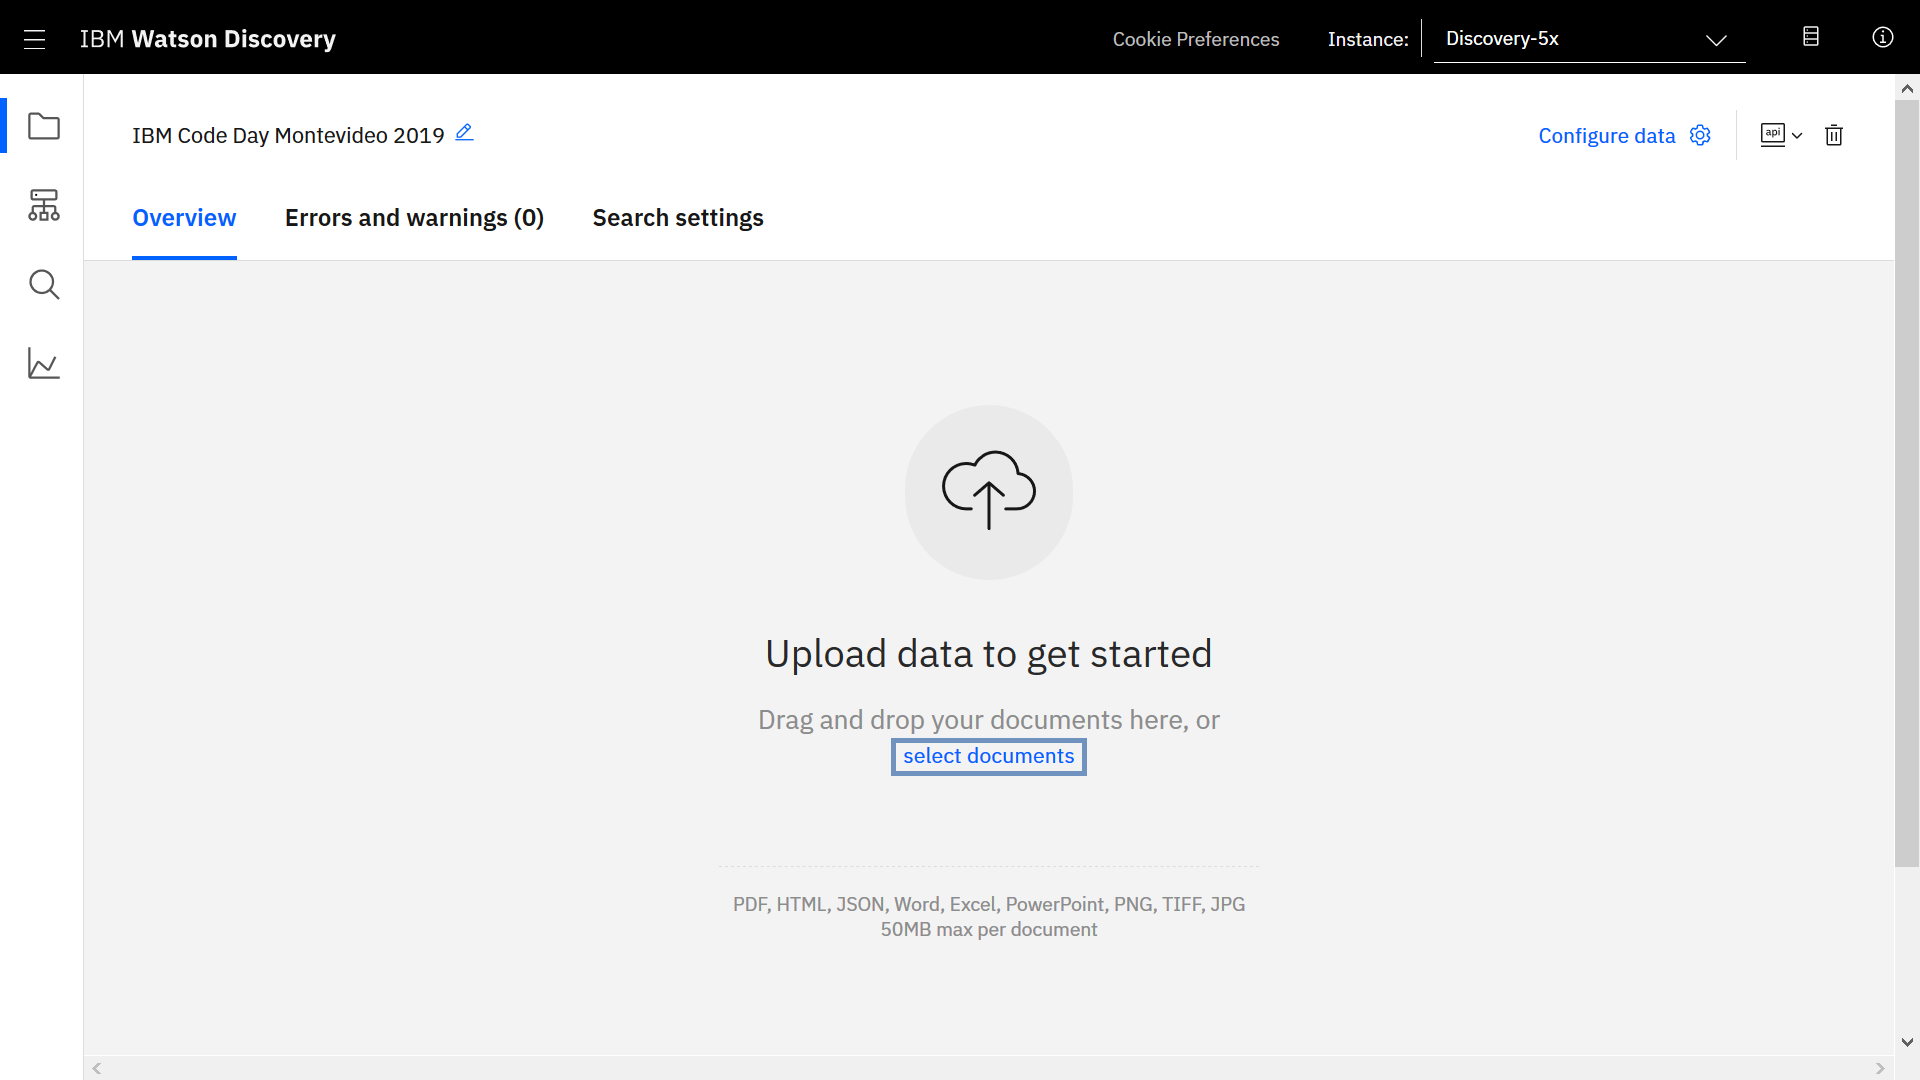 IBM Watson Discovery
Cookie Preferences
Instance:
Discovery-5x
IBM Code Day Montevideo 2019
Configure data
api
Overview
Errors and warnings (0)
Search settings
Upload data to get started
Drag and drop your documents here, or
select documents
PDF, HTML, JSON, Word, Excel, PowerPoint, PNG, TIFF, JPG
50MB max per document